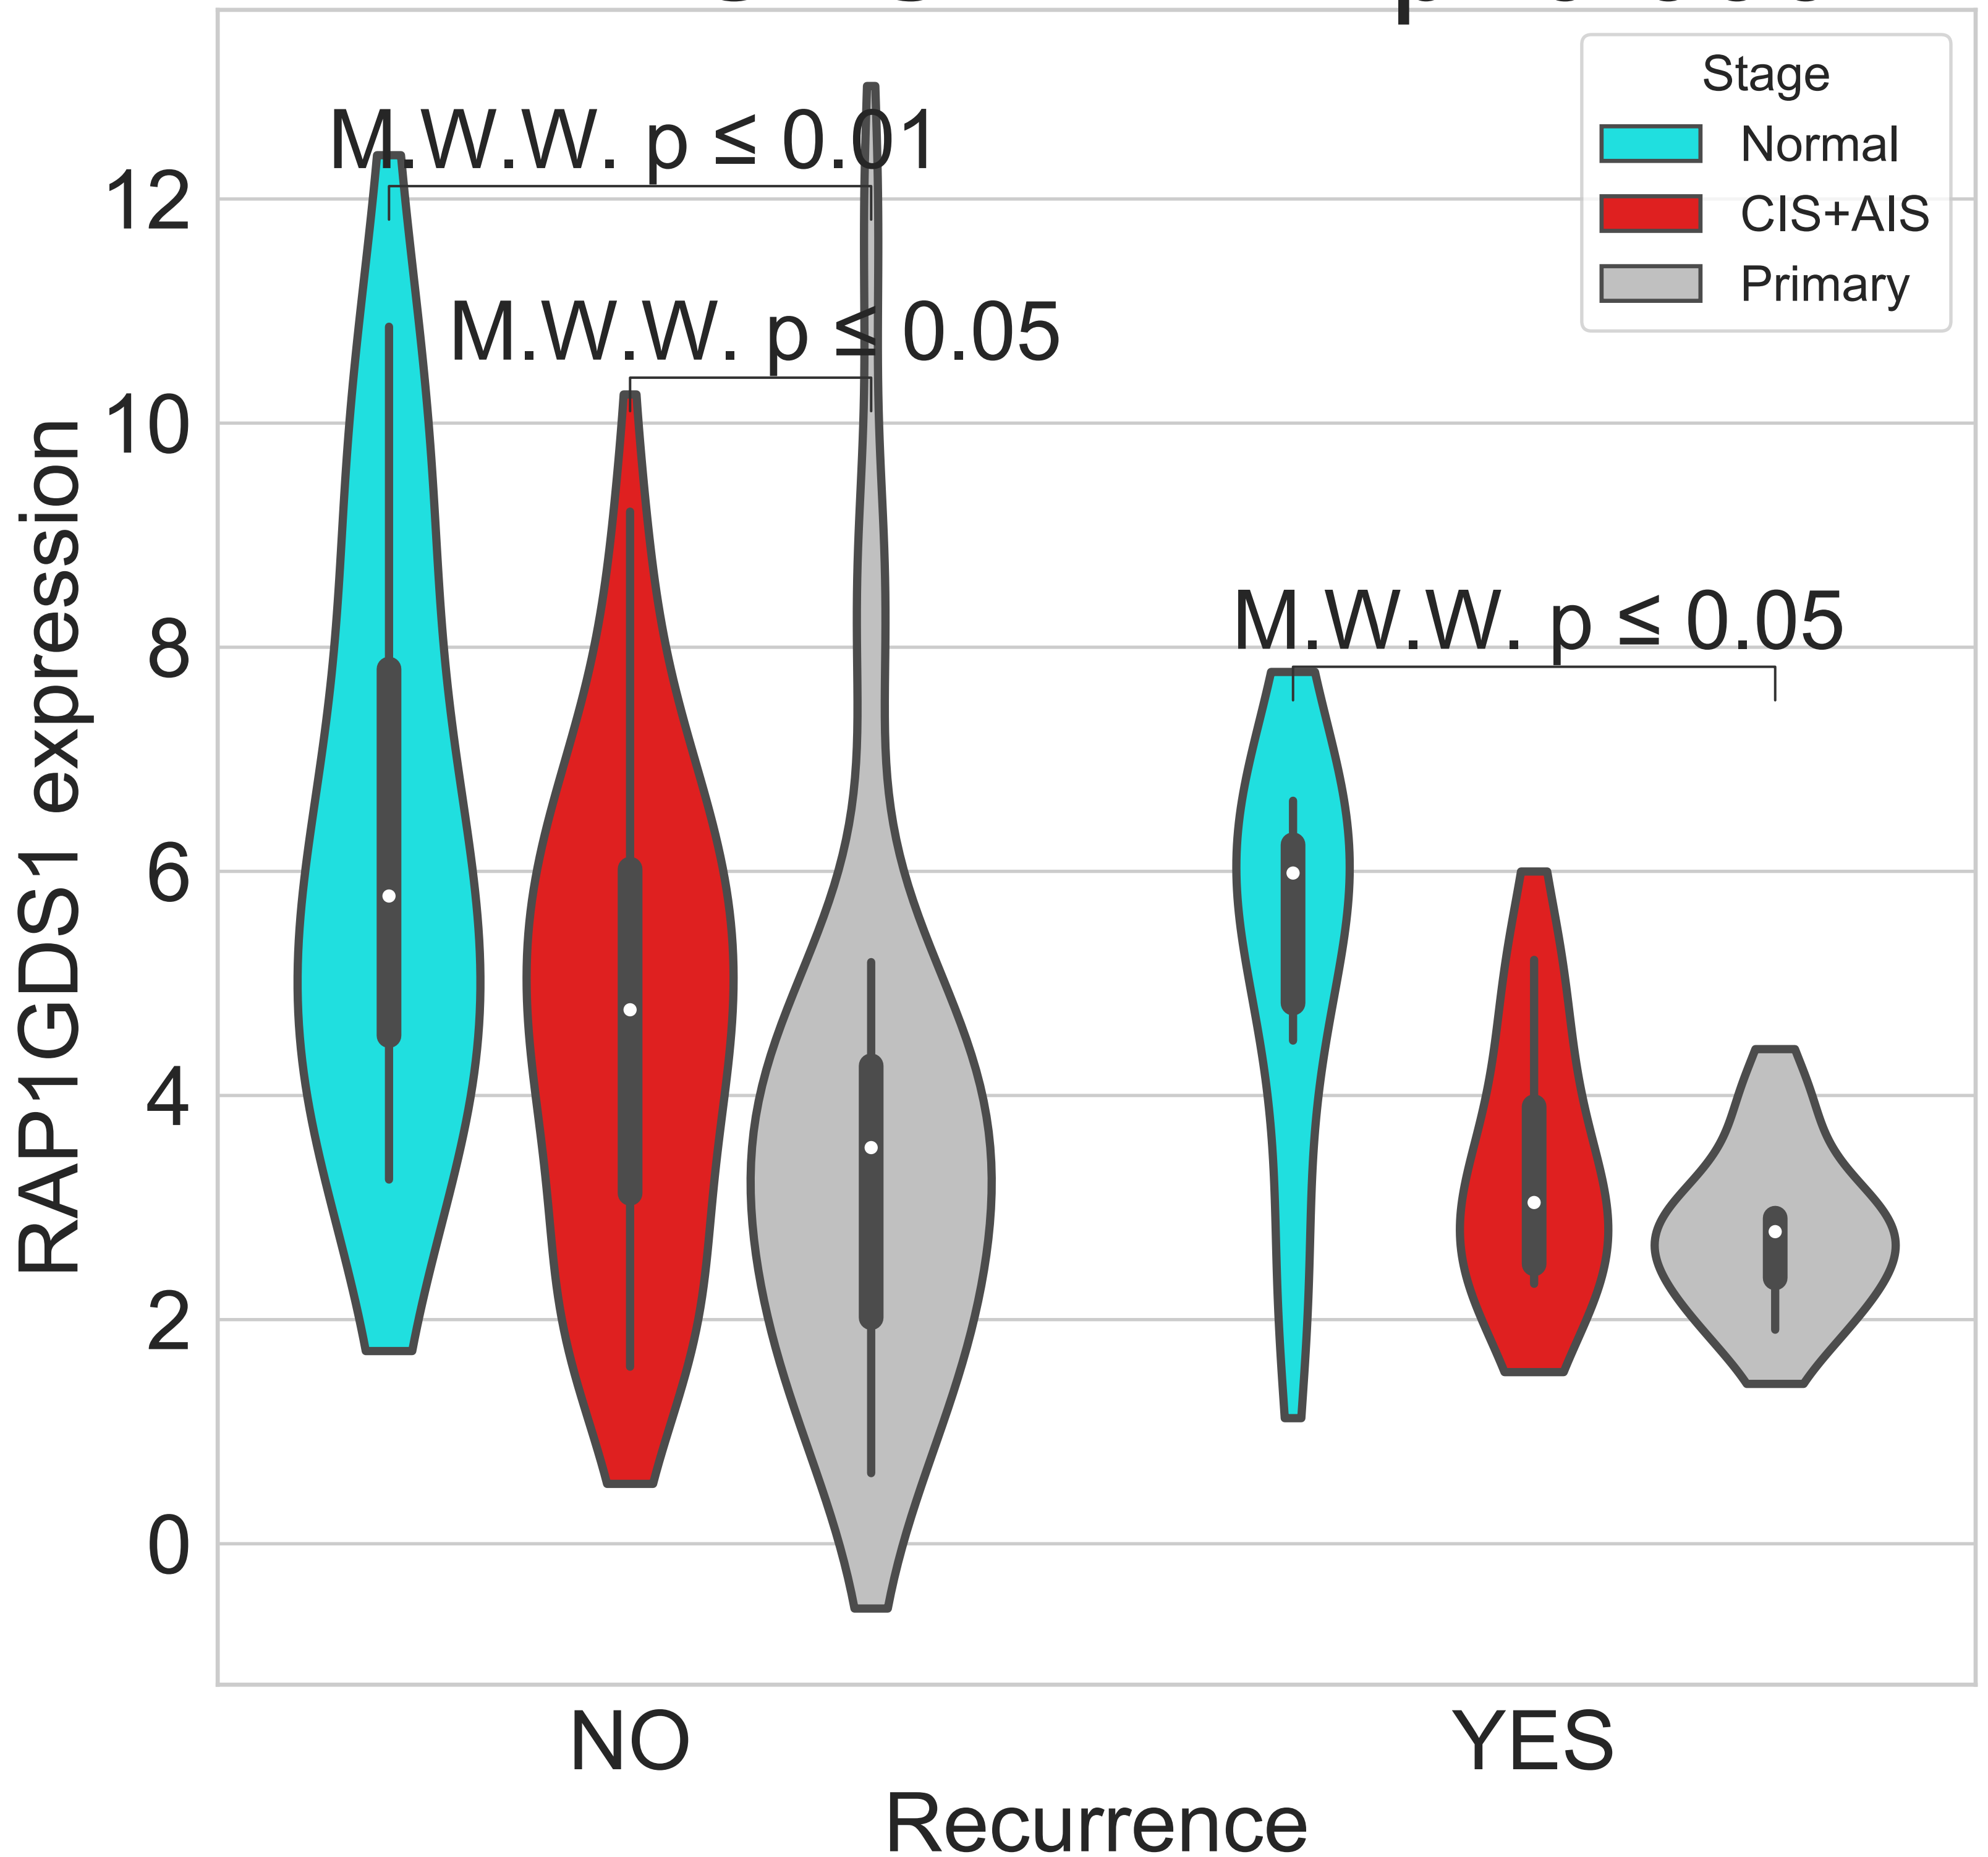 Stage
Normal
CIS+AIS
Primary
M.W.W. p ≤ 0.01
M.W.W. p ≤ 0.05
M.W.W. p ≤ 0.05
12
10
8
6
4
2
0
RAP1GDS1 expression
NO
YES
Recurrence